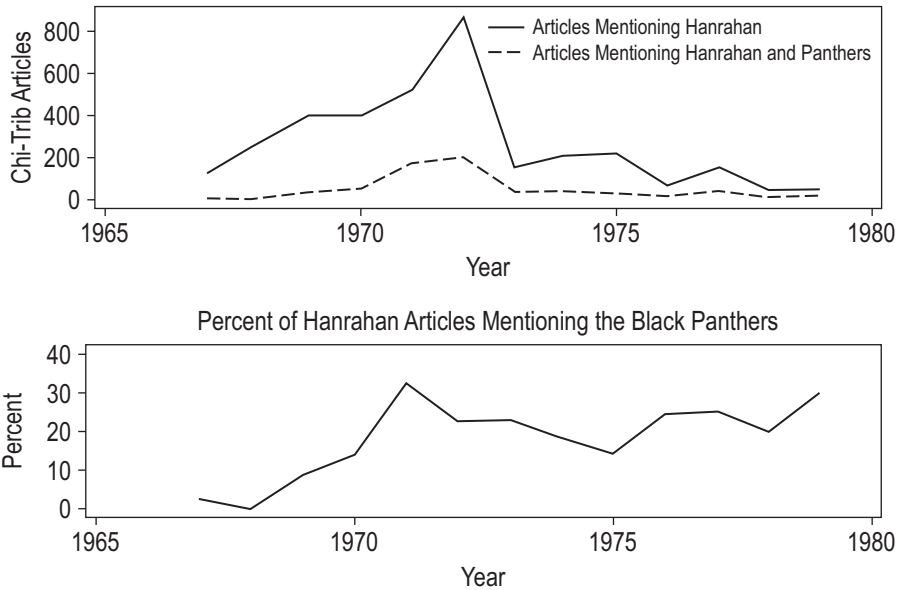 Articles Mentioning Hanrahan
Articles Mentioning Hanrahan and Panthers
Chi-Trib Articles
800
600
400
200
0
1965
1970
1975
1980
Year
Percent of Hanrahan Articles Mentioning the Black Panthers
Percent
40
30
20
10
0
1965
1970
1975
1980
Year